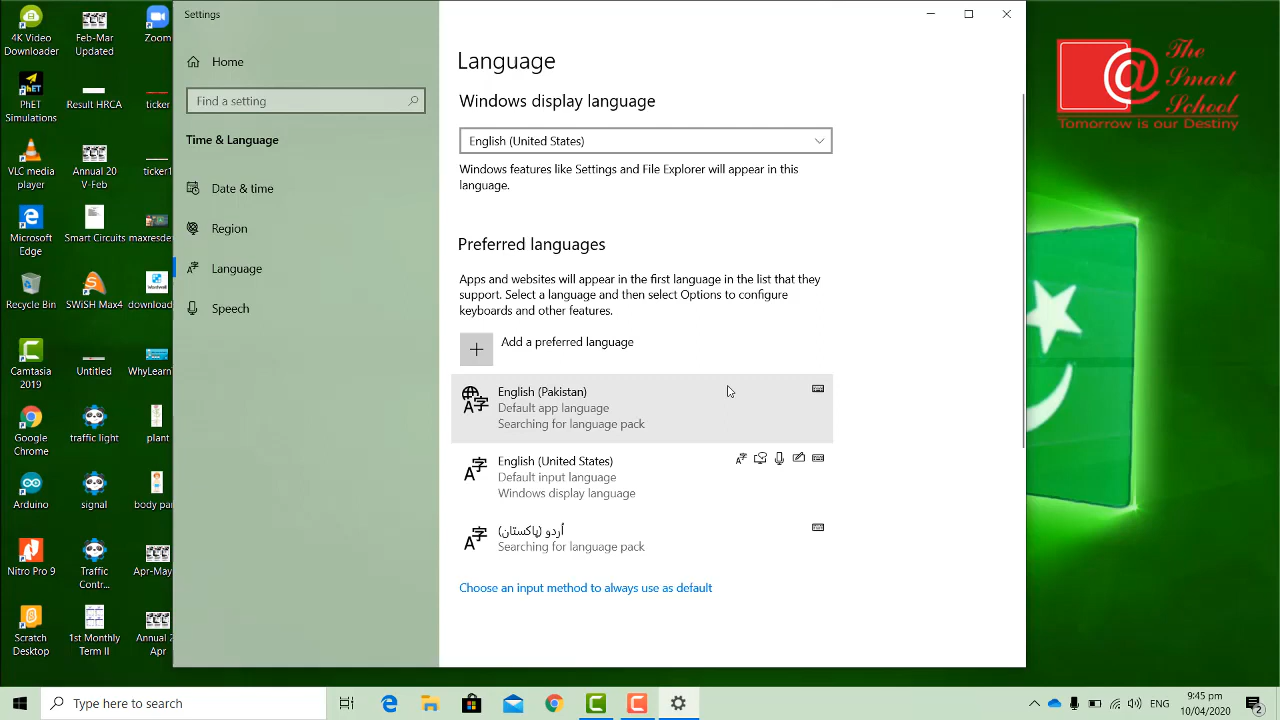 4K Video
Downloader
Feb-Mar
Updated
Zoom
PhET
Simulations
Result HRCA
ticker
VLC media
player
Annual 20
V-Feb
ticker1
Microsoft
Edge
Smart Circuits
maxresde
Recycle Bin
SWiSH Max4
download
Camtasia
2019
Untitled
WhyLearn
Google
Chrome
traffic light
plant
Arduino
signal
body par
Nitro Pro 9
Traffic
Contr...
Apr-May
Scratch
Desktop
1st Monthly
Term II
Apr
Settings
Home
Find a setting
Time & Language
Date & time
Region
Language
Speech
Language
Windows display language
English (United States)
Windows features like Settings and File Explorer will appear in this
language.
Preferred languages
Apps and websites will appear in the first language in the list that they
support. Select a language and then select Options to configure
keyboards and other features.
Add a preferred language
English (Pakistan)
Default app language
Searching for language pack
English (United States)
Default input language
Windows display language
اُردو (پاکستان)
Searching for language pack
Choose an input method to always use as default
The
Smart
School
Tomorrow is our Destiny
Type here to search
ENG
9:45 pm
10/04/2020
2